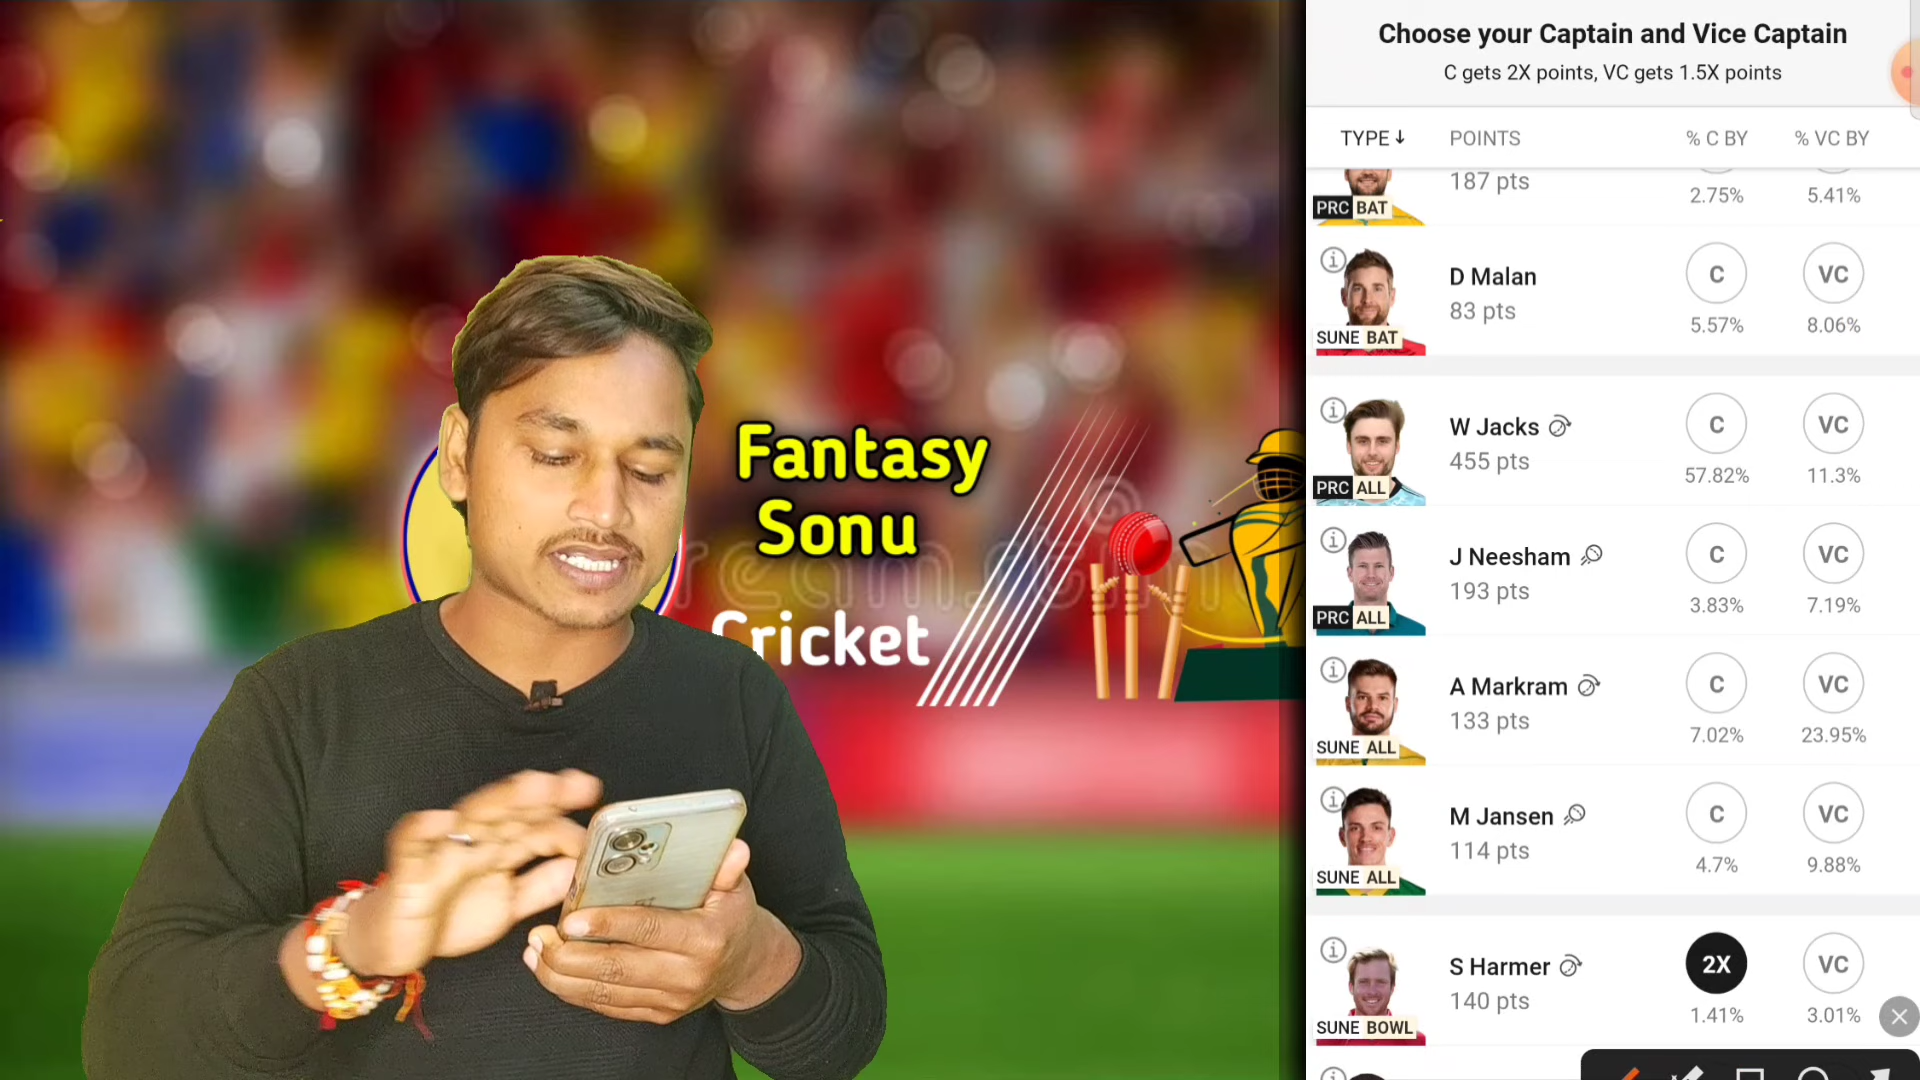 Fantasy
Sonu
Cricket
Choose your Captain and Vice Captain
C gets 2X points, VC gets 1.5X points
TYPE↓ POINTS % C BY % VC BY
187 pts 2.75% 5.41%
PRC BAT
D Malan C VC
83 pts 5.57% 8.06%
SUNE BAT
W Jacks C VC
455 pts 57.82% 11.3%
PRC ALL
J Neesham C VC
193 pts 3.83% 7.19%
PRC ALL
A Markram C VC
133 pts 7.02% 23.95%
SUNE ALL
M Jansen C VC
114 pts 4.7% 9.88%
SUNE ALL
S Harmer 2X VC
140 pts 1.41% 3.01%
SUNE BOWL